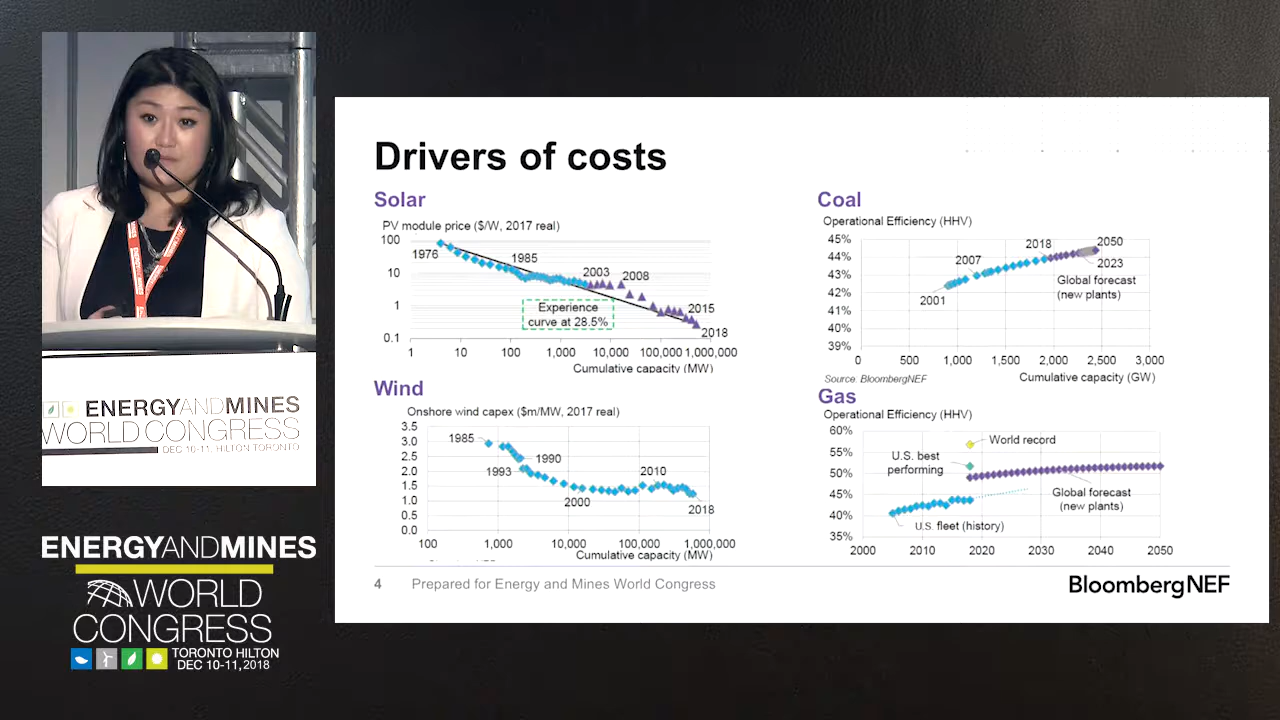 ENERGYANDMINES
WORLD CONGRESS
DEC 10-11, HILTON TORONTO
ENERGYANDMINES
WORLD
CONGRESS
TORONTO HILTON
DEC 10-11, 2018
Drivers of costs
Solar
PV module price ($/W, 2017 real)
100
10
1
0.1
1976
1985
2003
2008
2015
2018
Experience
curve at 28.5%
1 10 100 1,000 10,000 100,000 1,000,000
Cumulative capacity (MW)
Wind
Onshore wind capex ($m/MW, 2017 real)
3.5
3.0
2.5
2.0
1.5
1.0
0.5
0.0
1985
1990
1993
2000
2010
2018
100 1,000 10,000 100,000 1,000,000
Cumulative capacity (MW)
Coal
Operational Efficiency (HHV)
45%
44%
43%
42%
41%
40%
39%
2001
2007
2018
2050
2023
Global forecast
(new plants)
0 500 1,000 1,500 2,000 2,500 3,000
Cumulative capacity (GW)
Source: BloombergNEF
Gas
Operational Efficiency (HHV)
60%
55%
50%
45%
40%
35%
World record
U.S. best
performing
Global forecast
(new plants)
U.S. fleet (history)
2000 2010 2020 2030 2040 2050
4 Prepared for Energy and Mines World Congress
BloombergNEF